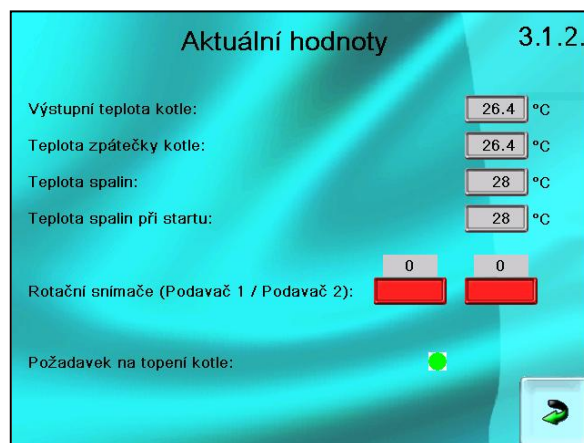 Aktuální hodnoty 3.1.2.
Výstupní teplota kotle: 26.4 °C
Teplota zpátečky kotle: 26.4 °C
Teplota spalin: 28 °C
Teplota spalin při startu: 28 °C
0 0
Rotační snímače (Podavač 1 / Podavač 2):
Požadavek na topení kotle: